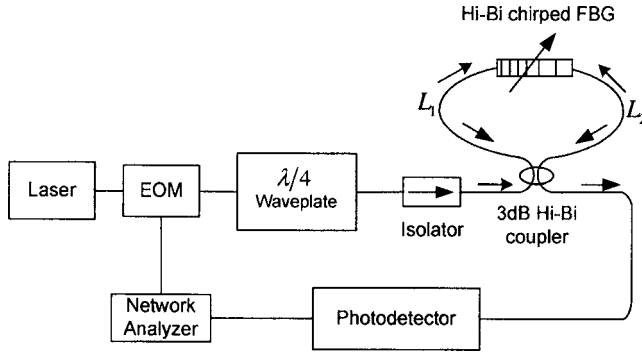 Hi-Bi chirped FBG
L1
L2
Laser
EOM
λ/4
Waveplate
Isolator
3dB Hi-Bi
coupler
Network
Analyzer
Photodetector